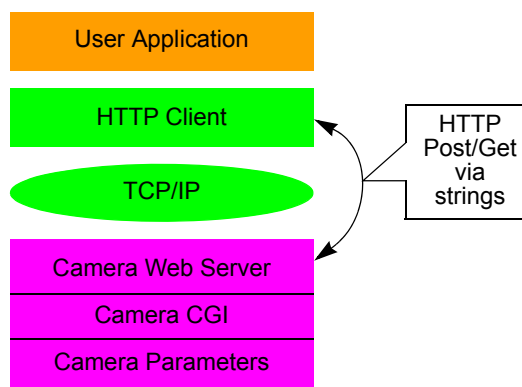 User Application
HTTP Client
TCP/IP
Camera Web Server
Camera CGI
Camera Parameters
HTTP
Post/Get
via
strings